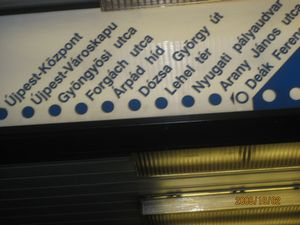 Újpest-Központ
Újpest-Városkapu
Gyöngyösi utca
Forgách utca
Árpád híd
Dózsa György út
Lehel tér
Nyugati pályaudvar
Arany János utca
Deák Feren
2008/10/02